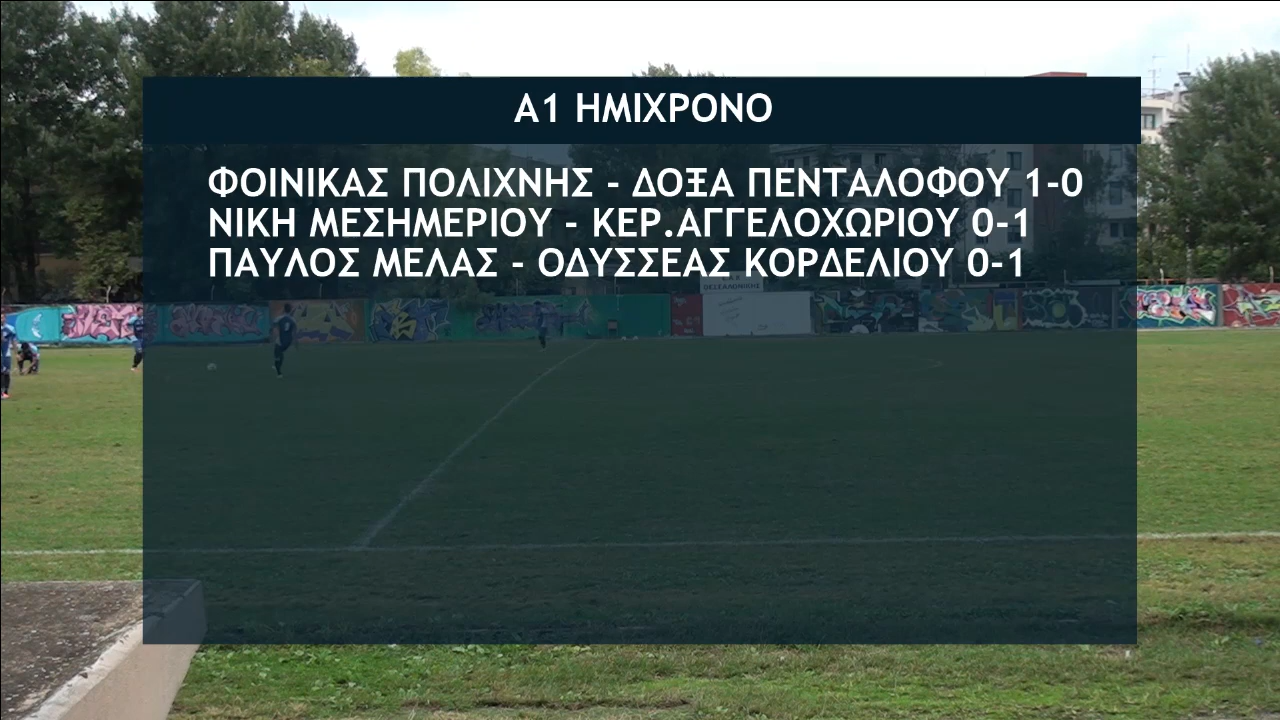 Α1 ΗΜΙΧΡΟΝΟ
ΦΟΙΝΙΚΑΣ ΠΟΛΙΧΝΗΣ - ΔΟΞΑ ΠΕΝΤΑΛΟΦΟΥ 1-0
ΝΙΚΗ ΜΕΣΗΜΕΡΙΟΥ - ΚΕΡ.ΑΓΓΕΛΟΧΩΡΙΟΥ 0-1
ΠΑΥΛΟΣ ΜΕΛΑΣ - ΟΔΥΣΣΕΑΣ ΚΟΡΔΕΛΙΟΥ 0-1
ΘΕΣΣΑΛΟΝΙΚΗΣ